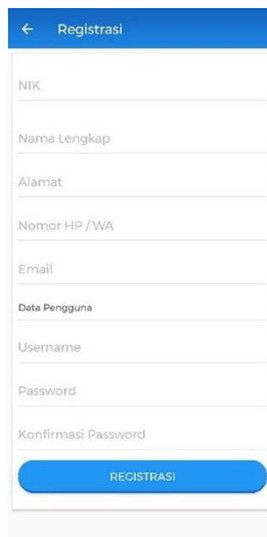 Registrasi
NIK
Nama Lengkap
Alamat
Nomor HP / WA
Email
Data Pengguna
Username
Password
Konfirmasi Password
REGISTRASI